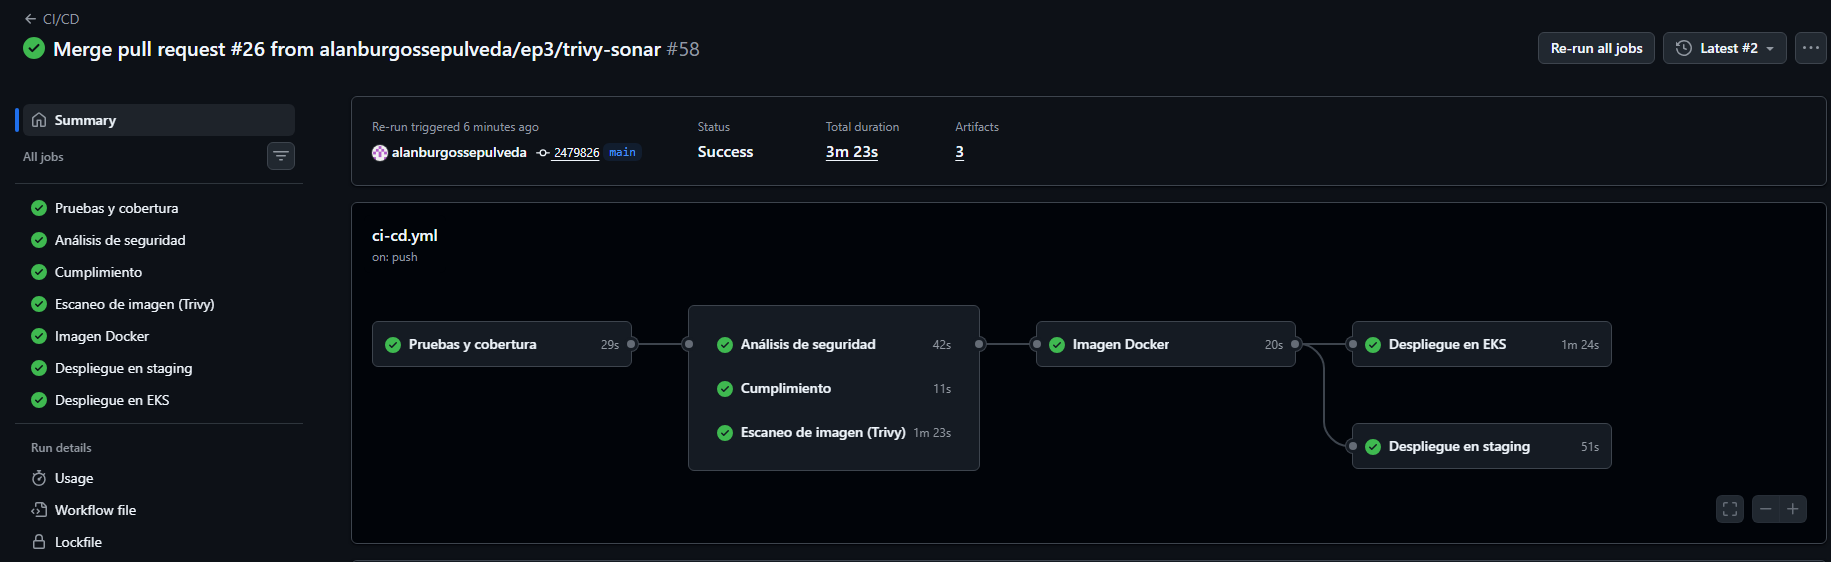 CI/CD
Merge pull request #26 from alanburgossepulveda/ep3/trivy-sonar #58
Re-run all jobs
Latest #2
Summary
All jobs
Pruebas y cobertura
Análisis de seguridad
Cumplimiento
Escaneo de imagen (Trivy)
Imagen Docker
Despliegue en staging
Despliegue en EKS
Run details
Usage
Workflow file
Lockfile
Re-run triggered 6 minutes ago
alanburgossepulveda 2479826 main
Status
Success
Total duration
3m 23s
Artifacts
3
ci-cd.yml
on: push
Pruebas y cobertura 29s
Análisis de seguridad 42s
Cumplimiento 11s
Escaneo de imagen (Trivy) 1m 23s
Imagen Docker 20s
Despliegue en EKS 1m 24s
Despliegue en staging 51s